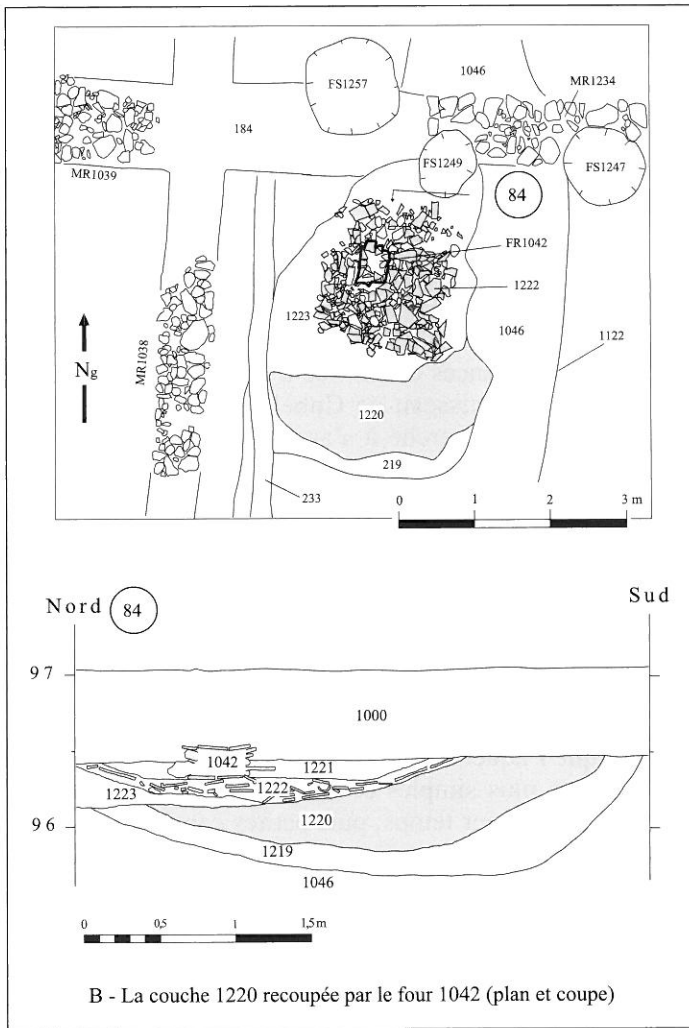 FS1257
1046
MR1234
184
FS1249
FS1247
MR1039
84
FR1042
1222
1223
1046
1122
Ng
MR1038
1220
219
233
0 1 2 3 m
Nord 84 Sud
97
1000
1042
1221
1222
1223
96
1220
1219
1046
0 0,5 1 1,5 m
B - La couche 1220 recoupée par le four 1042 (plan et coupe)